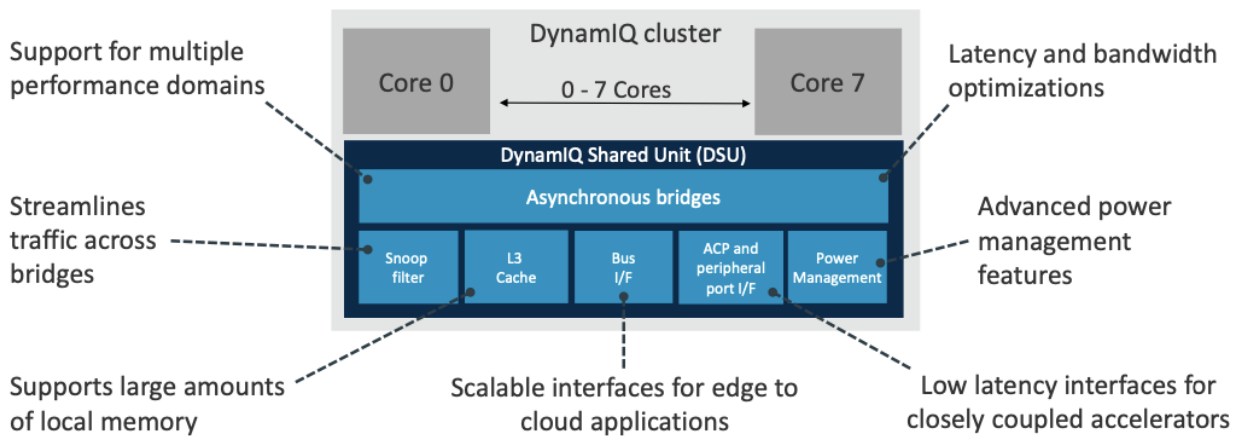 DynamIQ cluster
Support for multiple
performance domains
Core 0
0 - 7 Cores
Core 7
Latency and bandwidth
optimizations
DynamIQ Shared Unit (DSU)
Asynchronous bridges
Streamlines
traffic across
bridges
Snoop
filter
L3
Cache
Bus
I/F
ACP and
peripheral
port I/F
Power
Management
Advanced power
management
features
Supports large amounts
of local memory
Scalable interfaces for edge to
cloud applications
Low latency interfaces for
closely coupled accelerators